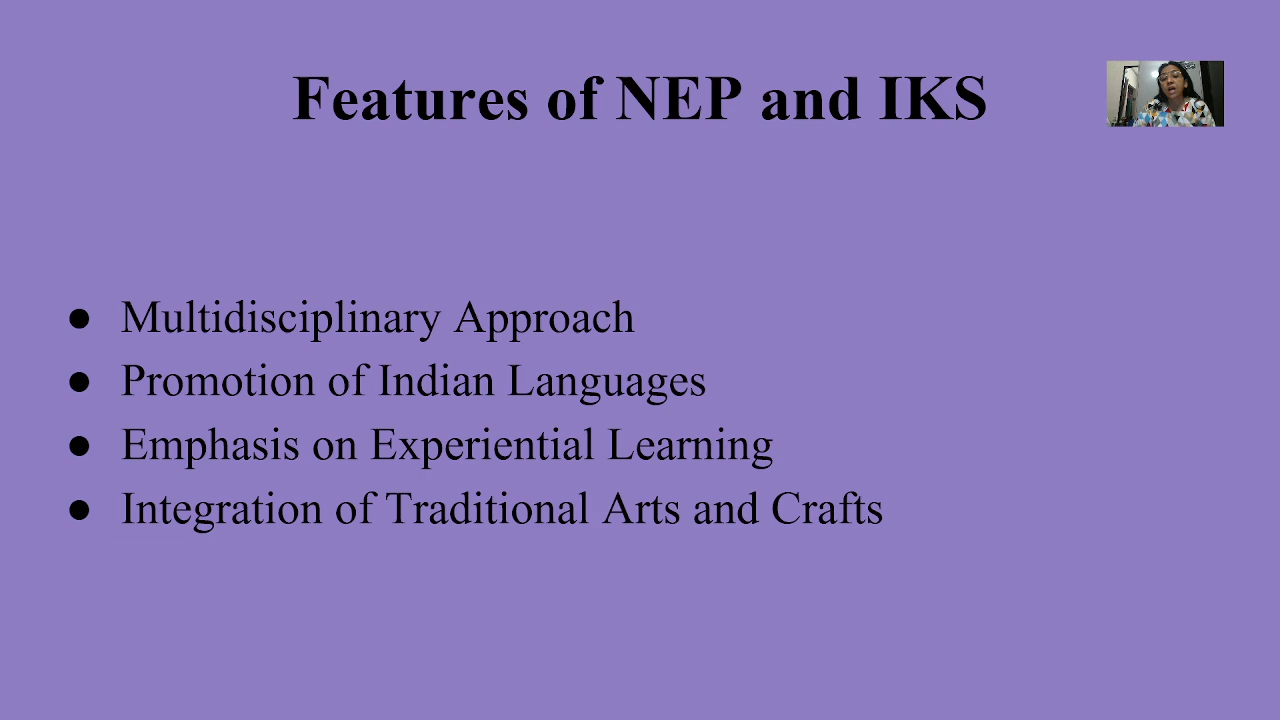 Features of NEP and IKS
● Multidisciplinary Approach
● Promotion of Indian Languages
● Emphasis on Experiential Learning
● Integration of Traditional Arts and Crafts